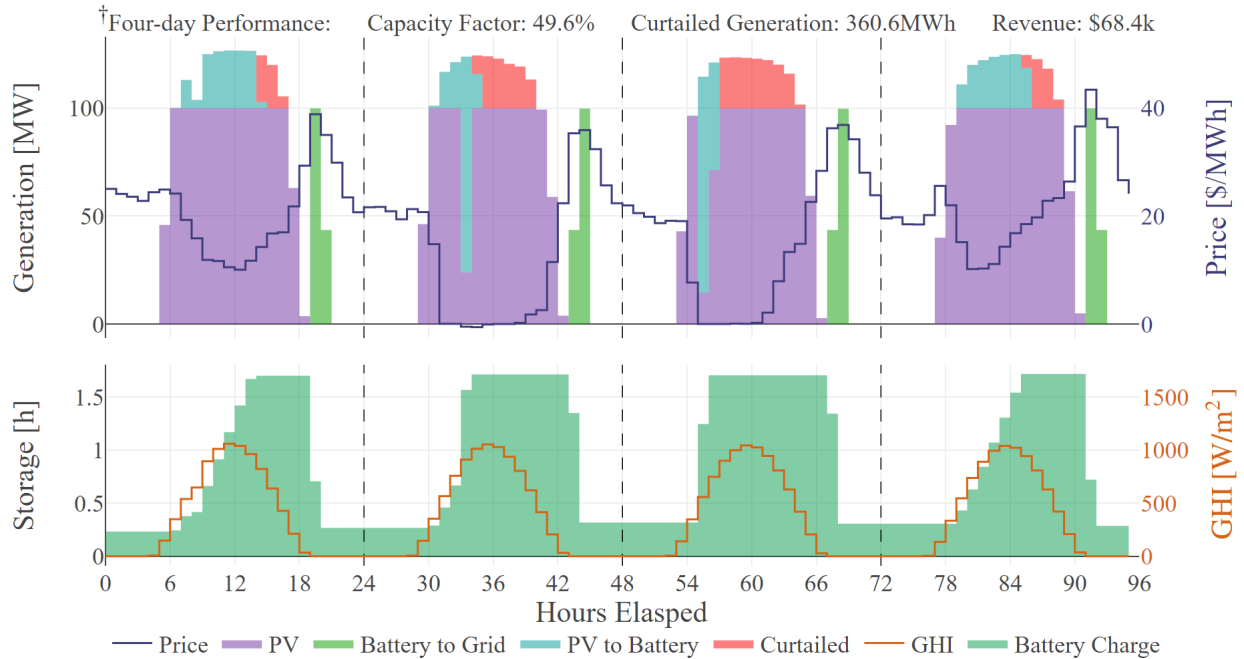 †Four-day Performance: Capacity Factor: 49.6% Curtailed Generation: 360.6MWh Revenue: $68.4k
Generation [MW]
100
50
0
40
20
0
Price [$/MWh]
Storage [h]
1.5
1
0.5
0
1500
1000
500
0
GHI [W/m²]
0 6 12 18 24 30 36 42 48 54 60 66 72 78 84 90 96
Hours Elasped
Price PV Battery to Grid PV to Battery Curtailed GHI Battery Charge